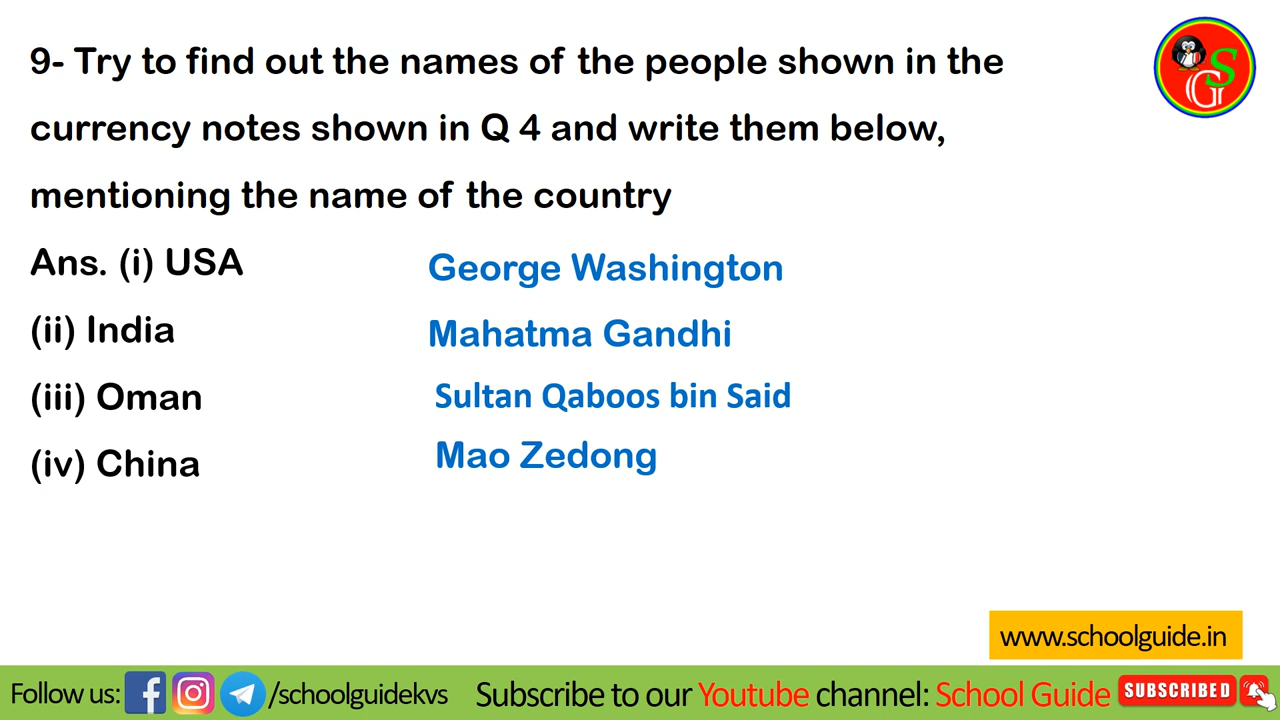 9- Try to find out the names of the people shown in the
currency notes shown in Q 4 and write them below,
mentioning the name of the country
Ans. (i) USA George Washington
(ii) India Mahatma Gandhi
(iii) Oman Sultan Qaboos bin Said
(iv) China Mao Zedong
SG
www.schoolguide.in
Follow us: /schoolguidekvs Subscribe to our Youtube channel: School Guide SUBSCRIBED